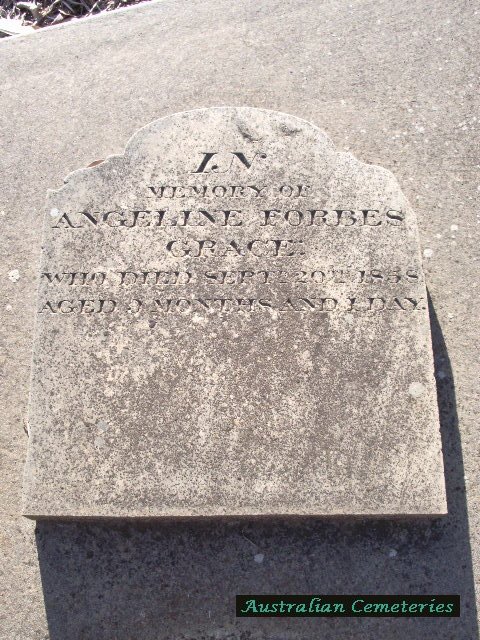 IN
MEMORY OF
ANGELINE FORBES
GRACE.
WHO DIED SEPT. 20TH 1858
AGED 9 MONTHS AND 1 DAY.
Australian Cemeteries